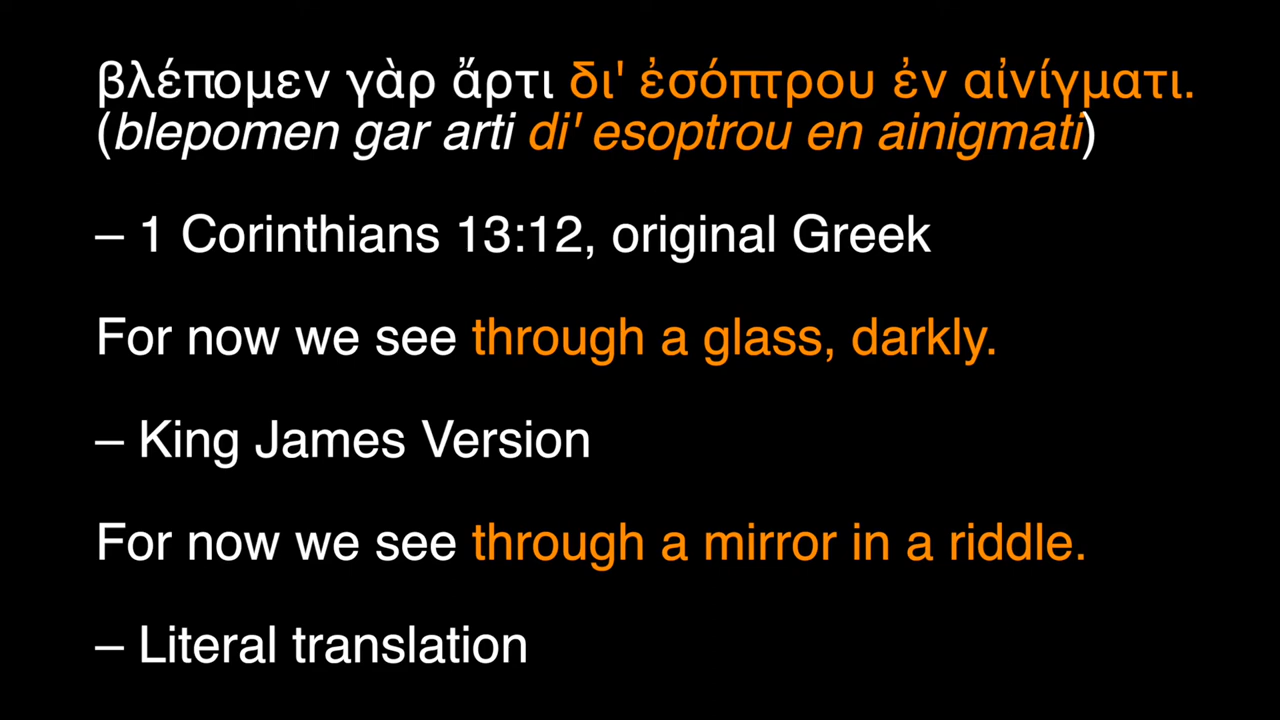 βλέπομεν γὰρ ἄρτι δι' ἐσόπτρου ἐν αἰνίγματι.
(blepomen gar arti di' esoptrou en ainigmati)
– 1 Corinthians 13:12, original Greek
For now we see through a glass, darkly.
– King James Version
For now we see through a mirror in a riddle.
– Literal translation